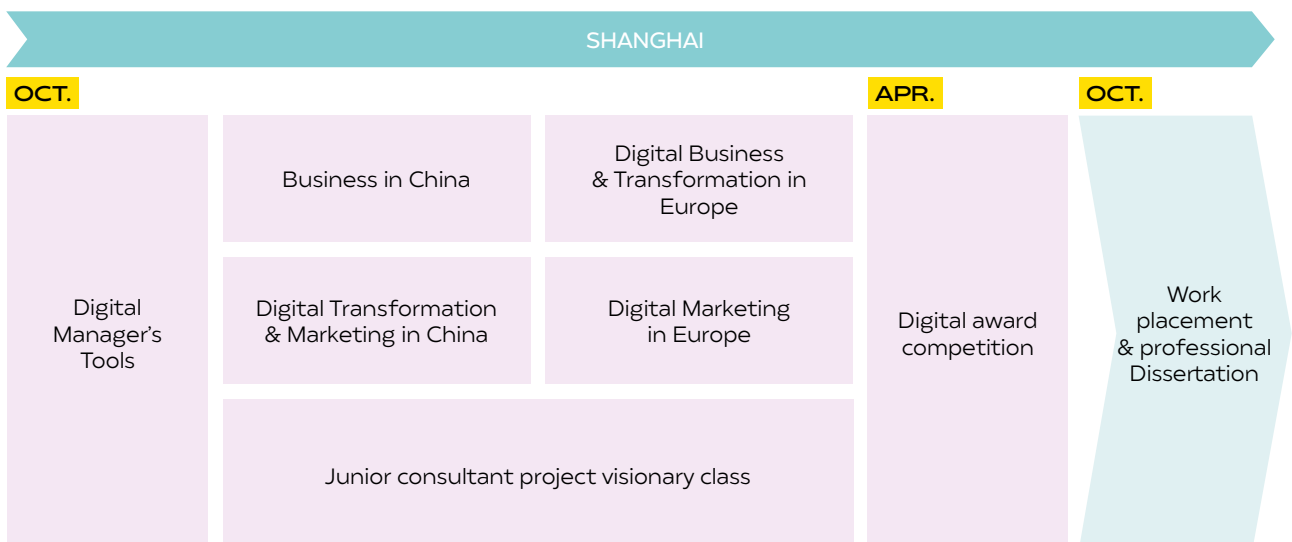 SHANGHAI
OCT.
APR.
OCT.
Digital
Manager's
Tools
Business in China
Digital Business
& Transformation in
Europe
Digital Transformation
& Marketing in China
Digital Marketing
in Europe
Junior consultant project visionary class
Digital award
competition
Work
placement
& professional
Dissertation